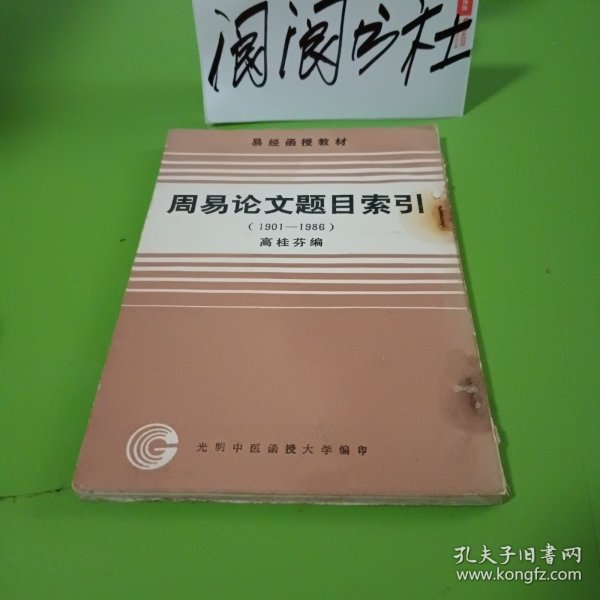 阆阆书社
易经函授教材
周易论文题目索引
(1901—1986)
高桂芬编
光明中医函授大学编印
孔夫子旧书网
www.kongfz.com